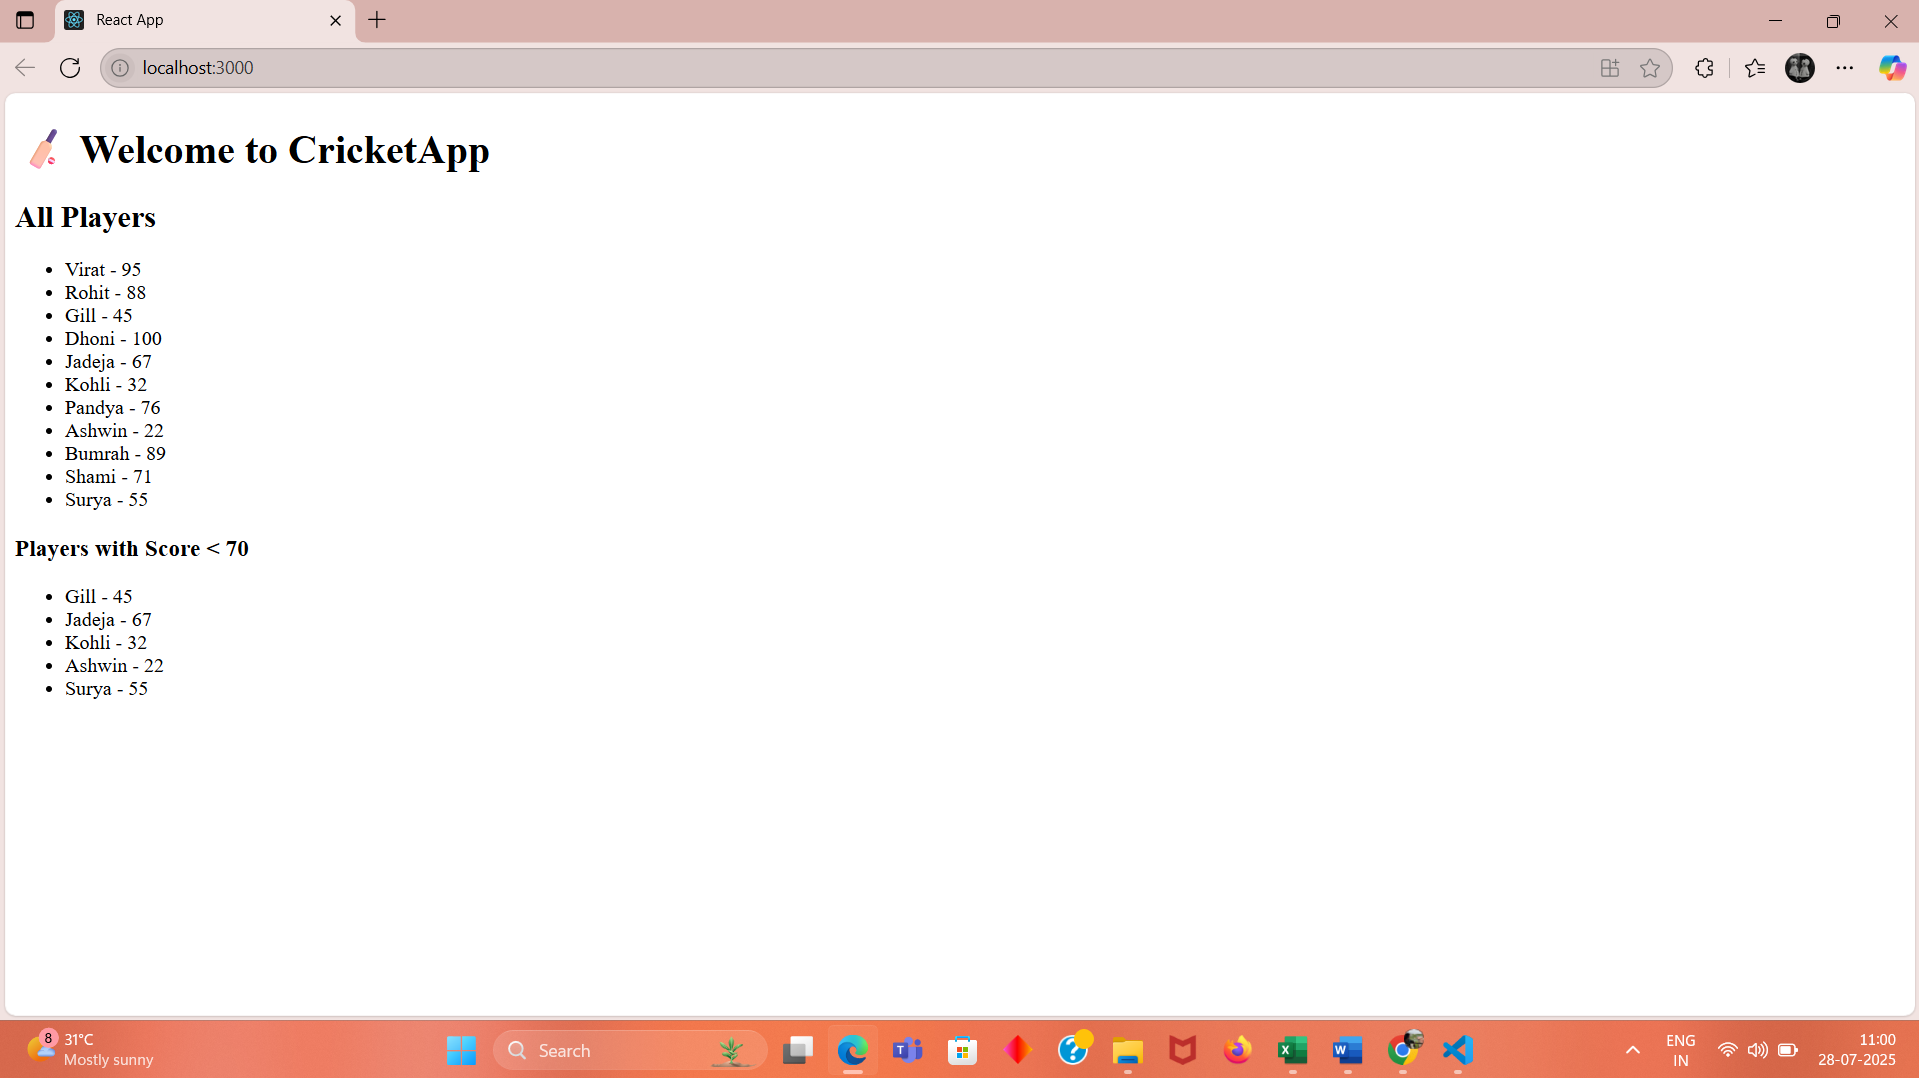 React App
localhost:3000
Welcome to CricketApp
All Players
Virat - 95
Rohit - 88
Gill - 45
Dhoni - 100
Jadeja - 67
Kohli - 32
Pandya - 76
Ashwin - 22
Bumrah - 89
Shami - 71
Surya - 55
Players with Score < 70
Gill - 45
Jadeja - 67
Kohli - 32
Ashwin - 22
Surya - 55
8
31°C
Mostly sunny
Search
ENG
IN
11:00
28-07-2025